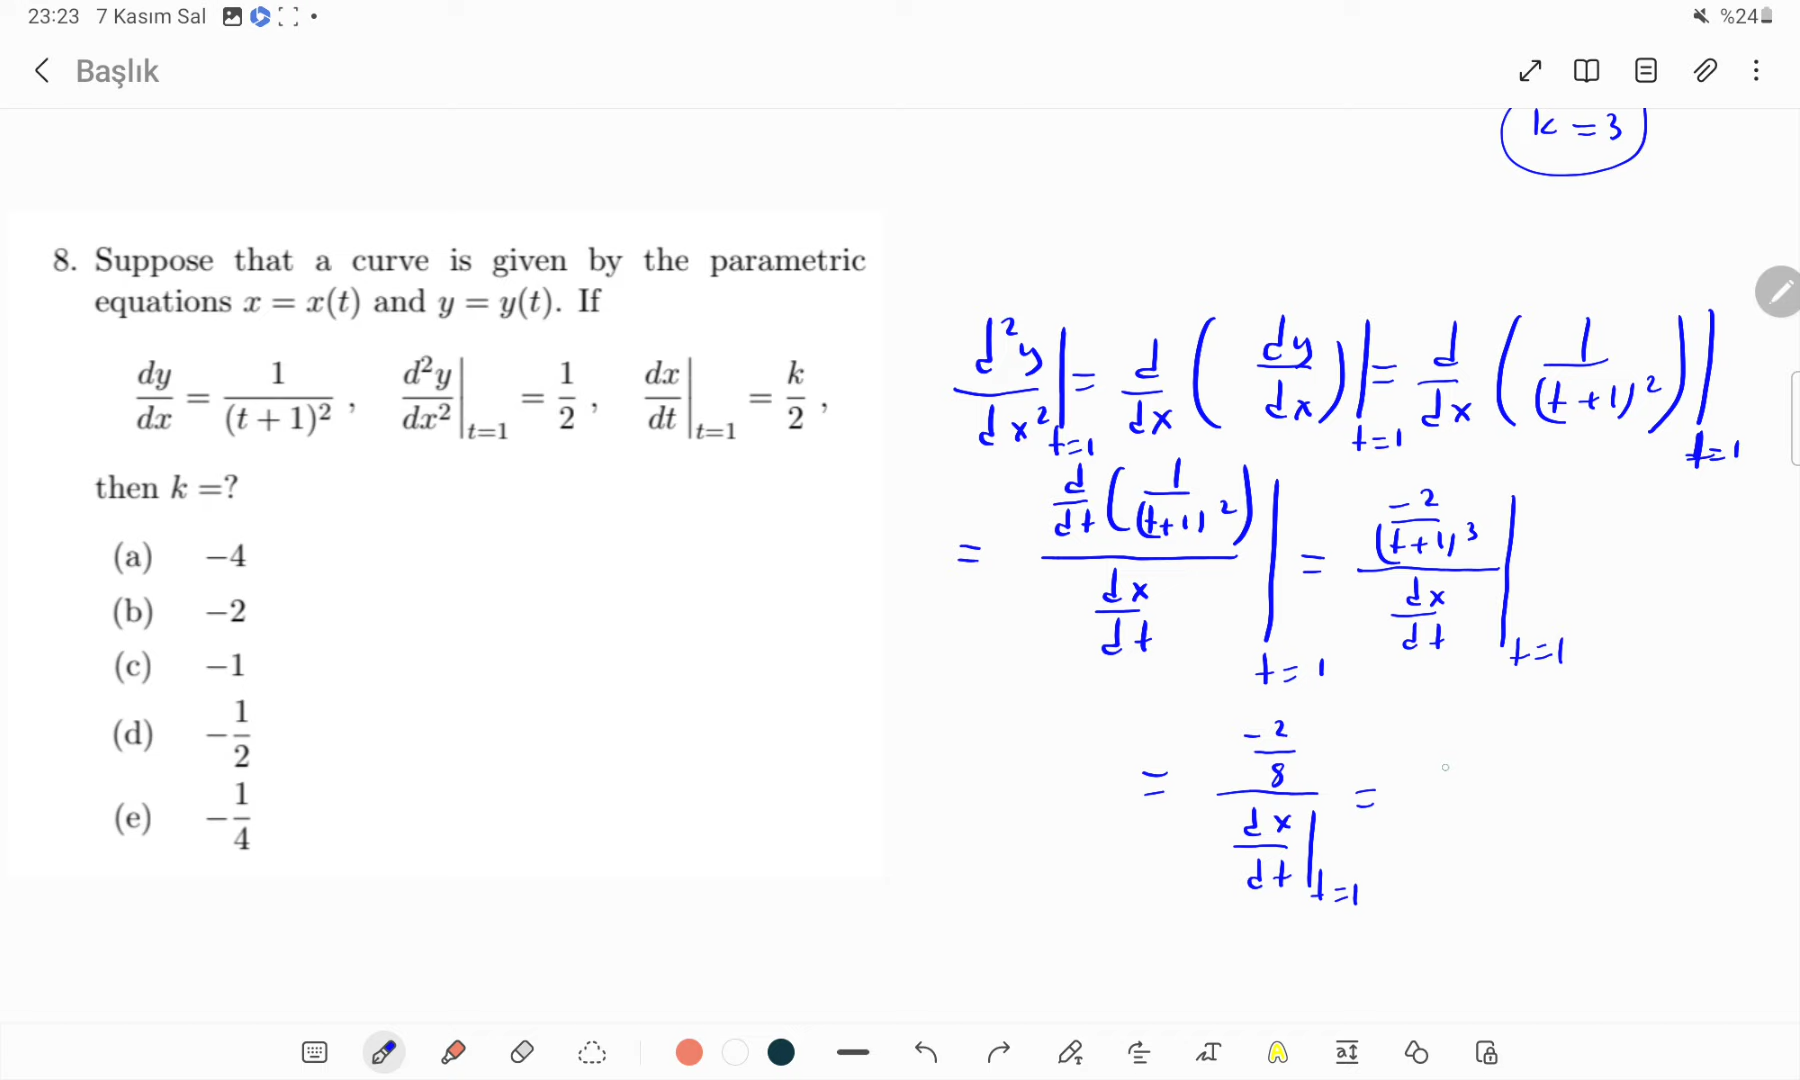 23:23 7 Kasım Sal %24
Başlık
k = 3
8. Suppose that a curve is given by the parametric
equations x = x(t) and y = y(t). If
dy/dx = 1/(t + 1)² , d²y/dx² |t=1 = 1/2 , dx/dt |t=1 = k/2 ,
then k =?
(a) −4
(b) −2
(c) −1
(d) −1/2
(e) −1/4
d²y/dx² |t=1 = d/dx ( dy/dx ) |t=1 = d/dx ( 1/(t+1)² ) |t=1
= d/dt ( 1/(t+1)² ) / dx/dt |t=1 = −2/(t+1)³ / dx/dt |t=1
= −2/8 / dx/dt |t=1 =